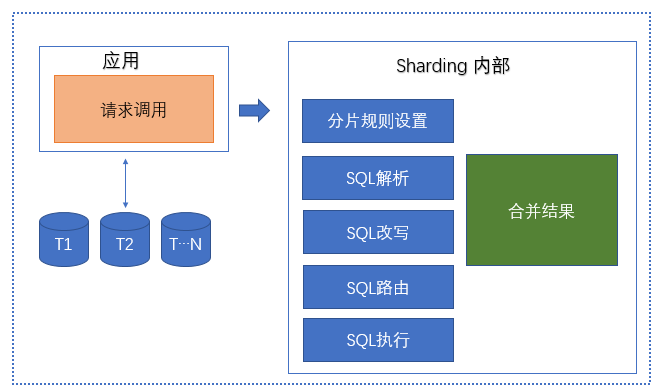 应用
请求调用
T1
T2
T…N
Sharding 内部
分片规则设置
SQL解析
SQL改写
SQL路由
SQL执行
合并结果